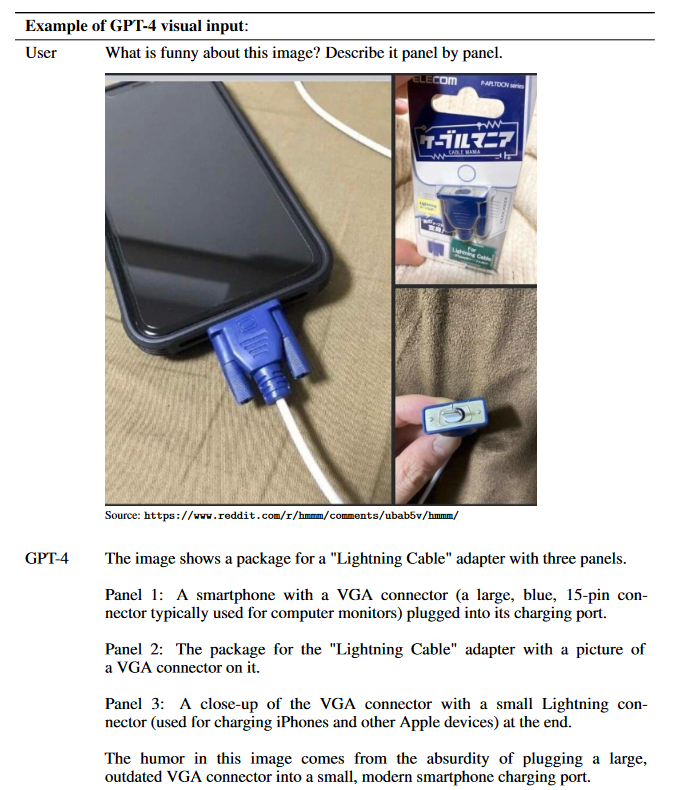 Example of GPT-4 visual input:
User What is funny about this image? Describe it panel by panel.
ELECOM P-APLTDCN series
ケーブルマニア
CABLE MANIA
Lightning
For
Lightning Cable
Source: https://www.reddit.com/r/hmmm/comments/ubab5v/hmmm/
GPT-4 The image shows a package for a "Lightning Cable" adapter with three panels.
Panel 1: A smartphone with a VGA connector (a large, blue, 15-pin con-
nector typically used for computer monitors) plugged into its charging port.
Panel 2: The package for the "Lightning Cable" adapter with a picture of
a VGA connector on it.
Panel 3: A close-up of the VGA connector with a small Lightning con-
nector (used for charging iPhones and other Apple devices) at the end.
The humor in this image comes from the absurdity of plugging a large,
outdated VGA connector into a small, modern smartphone charging port.